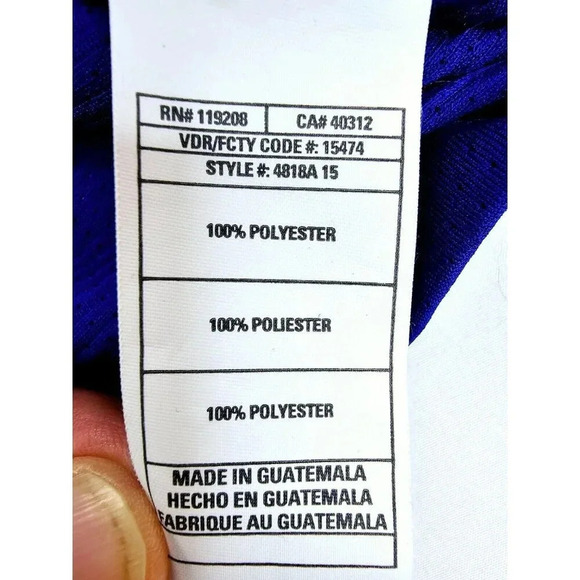 RN# 119208 CA# 40312
VDR/FCTY CODE #: 15474
STYLE #: 4818A 15
100% POLYESTER
100% POLIESTER
100% POLYESTER
MADE IN GUATEMALA
HECHO EN GUATEMALA
FABRIQUE AU GUATEMALA